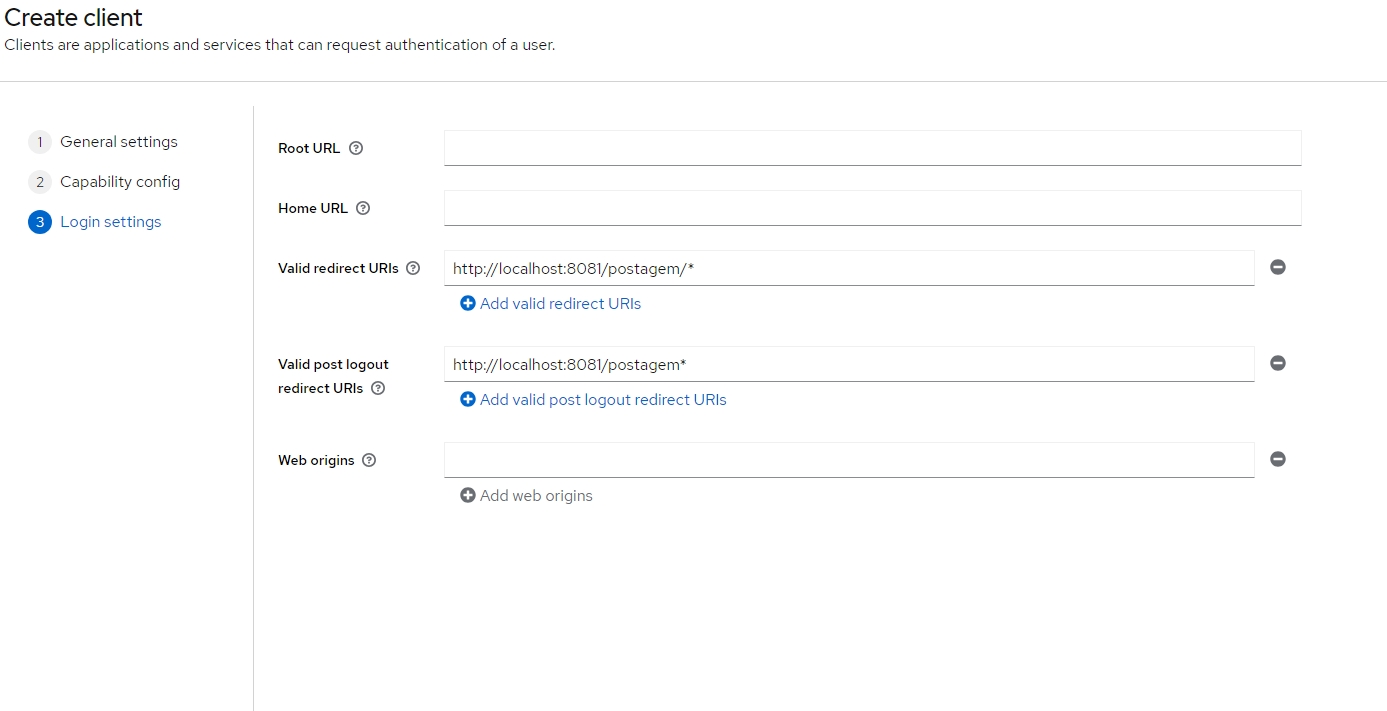 Create client
Clients are applications and services that can request authentication of a user.
1 General settings
2 Capability config
3 Login settings
Root URL ?
Home URL ?
Valid redirect URIs ? http://localhost:8081/postagem/*
Add valid redirect URIs
Valid post logout
redirect URIs ? http://localhost:8081/postagem*
Add valid post logout redirect URIs
Web origins ?
Add web origins